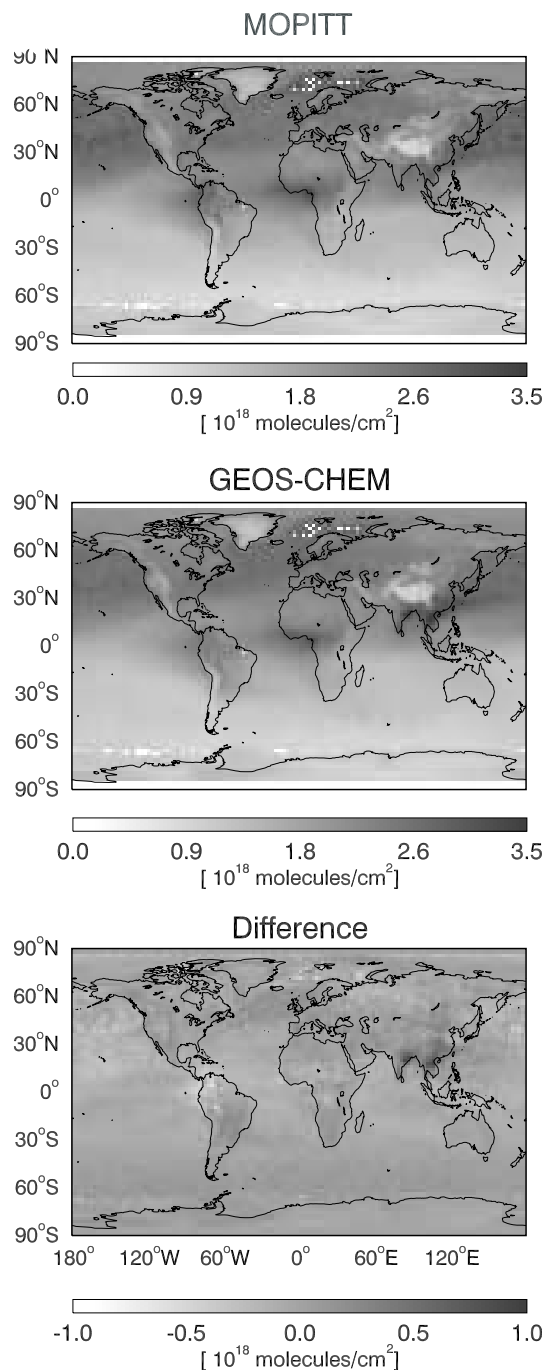 MOPITT
90 N
60°N
30°N
0°
30°S
60°S
90°S
0.0 0.9 1.8 2.6 3.5
[ 10^18 molecules/cm^2]
GEOS-CHEM
90°N
60°N
30°N
0°
30°S
60°S
90°S
0.0 0.9 1.8 2.6 3.5
[ 10^18 molecules/cm^2]
Difference
90°N
60°N
30°N
0°
30°S
60°S
90°S
180° 120°W 60°W 0° 60°E 120°E
-1.0 -0.5 0.0 0.5 1.0
[ 10^18 molecules/cm^2]